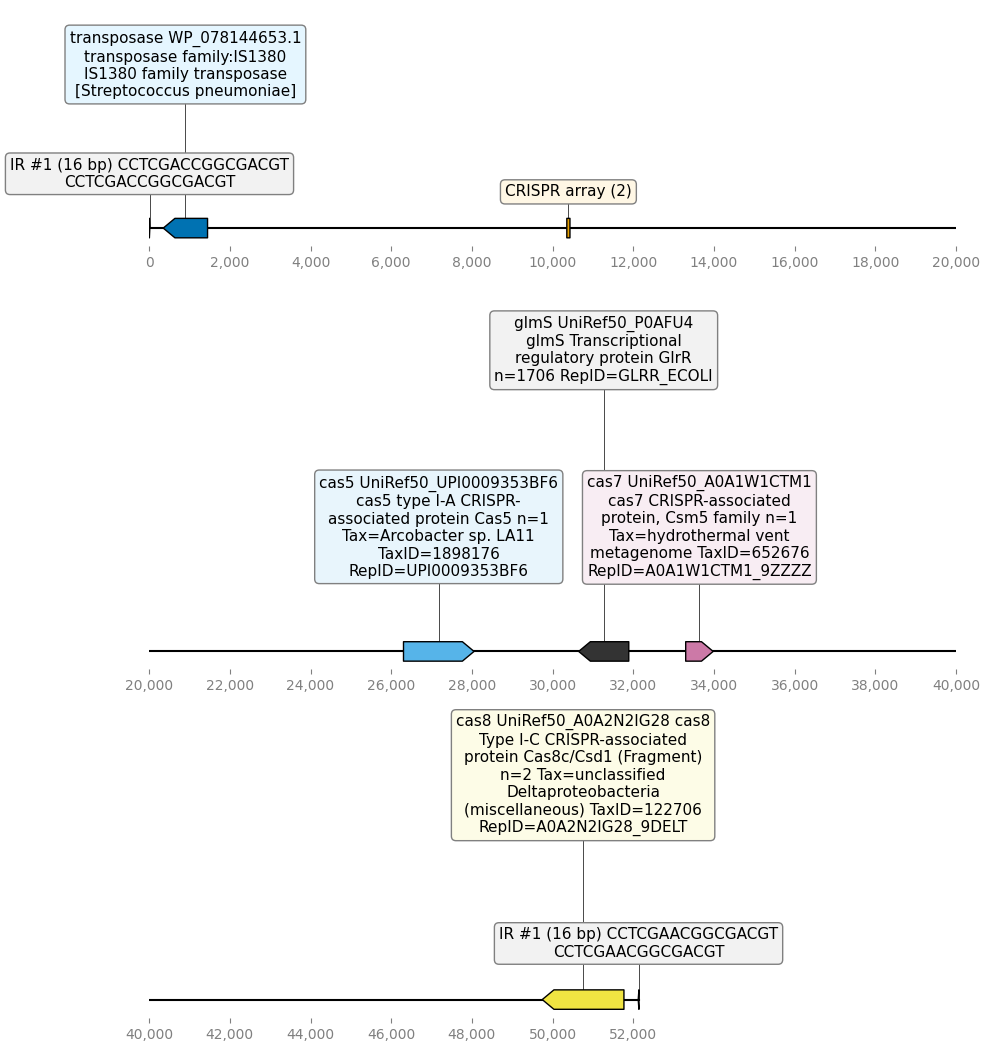 transposase WP_078144653.1
transposase family:IS1380
IS1380 family transposase
[Streptococcus pneumoniae]
IR #1 (16 bp) CCTCGACCGGCGACGT
CCTCGACCGGCGACGT
CRISPR array (2)
0 2,000 4,000 6,000 8,000 10,000 12,000 14,000 16,000 18,000 20,000
glmS UniRef50_P0AFU4
glmS Transcriptional
regulatory protein GlrR
n=1706 RepID=GLRR_ECOLI
cas5 UniRef50_UPI0009353BF6
cas5 type I-A CRISPR-
associated protein Cas5 n=1
Tax=Arcobacter sp. LA11
TaxID=1898176
RepID=UPI0009353BF6
cas7 UniRef50_A0A1W1CTM1
cas7 CRISPR-associated
protein, Csm5 family n=1
Tax=hydrothermal vent
metagenome TaxID=652676
RepID=A0A1W1CTM1_9ZZZZ
20,000 22,000 24,000 26,000 28,000 30,000 32,000 34,000 36,000 38,000 40,000
cas8 UniRef50_A0A2N2IG28 cas8
Type I-C CRISPR-associated
protein Cas8c/Csd1 (Fragment)
n=2 Tax=unclassified
Deltaproteobacteria
(miscellaneous) TaxID=122706
RepID=A0A2N2IG28_9DELT
IR #1 (16 bp) CCTCGAACGGCGACGT
CCTCGAACGGCGACGT
40,000 42,000 44,000 46,000 48,000 50,000 52,000